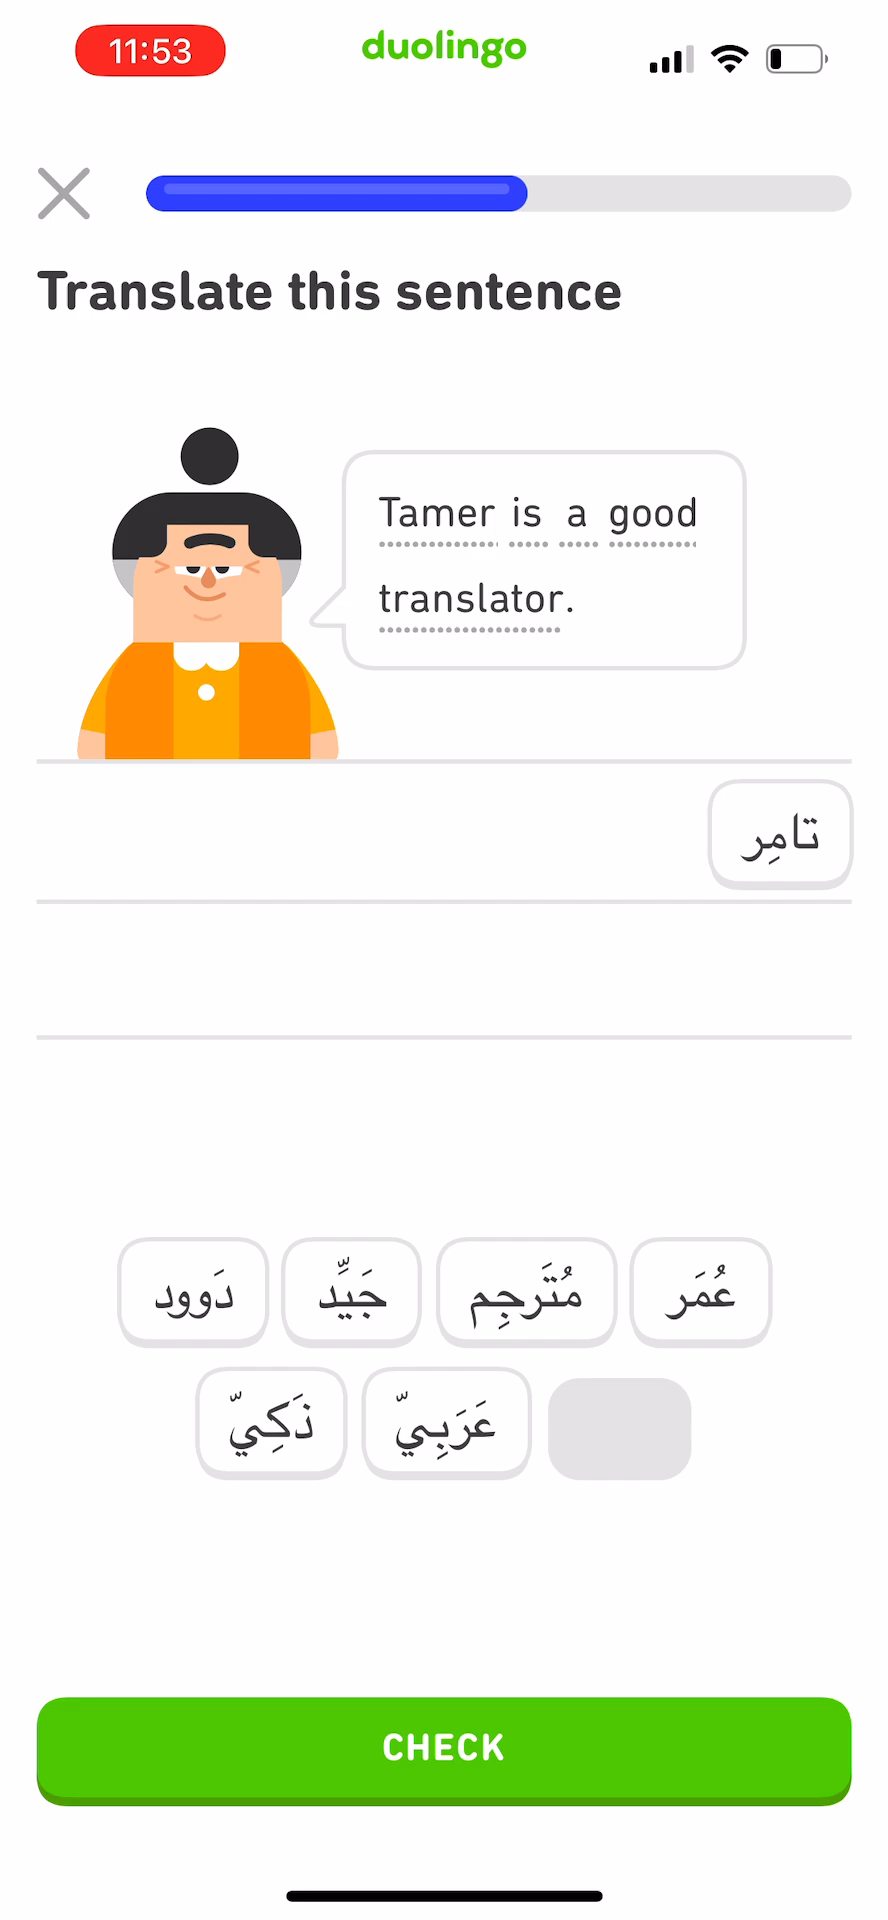 11:53
duolingo
Translate this sentence
Tamer is a good
translator.
تامِر
عُمَر
مُتَرجِم
جَيِّد
دَوود
عَرَبِيّ
ذَكِيّ
CHECK